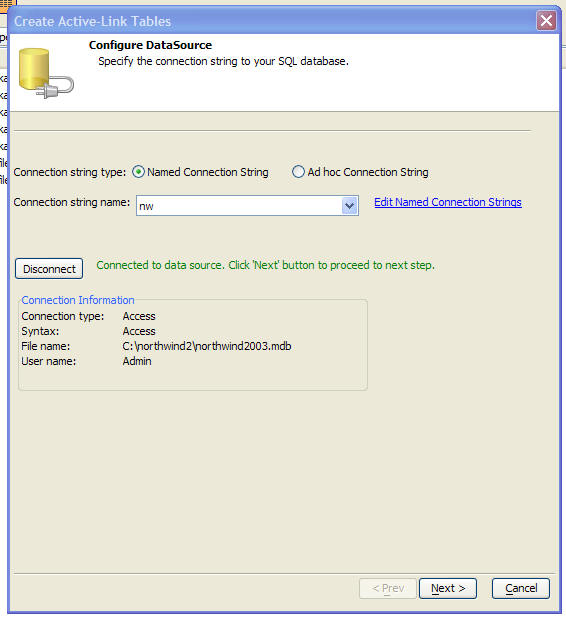 Create Active-Link Tables
Configure DataSource
Specify the connection string to your SQL database.
Connection string type: Named Connection String Ad hoc Connection String
Connection string name: nw Edit Named Connection Strings
Disconnect Connected to data source. Click 'Next' button to proceed to next step.
Connection Information
Connection type: Access
Syntax: Access
File name: C:\northwind2\northwind2003.mdb
User name: Admin
< Prev Next > Cancel